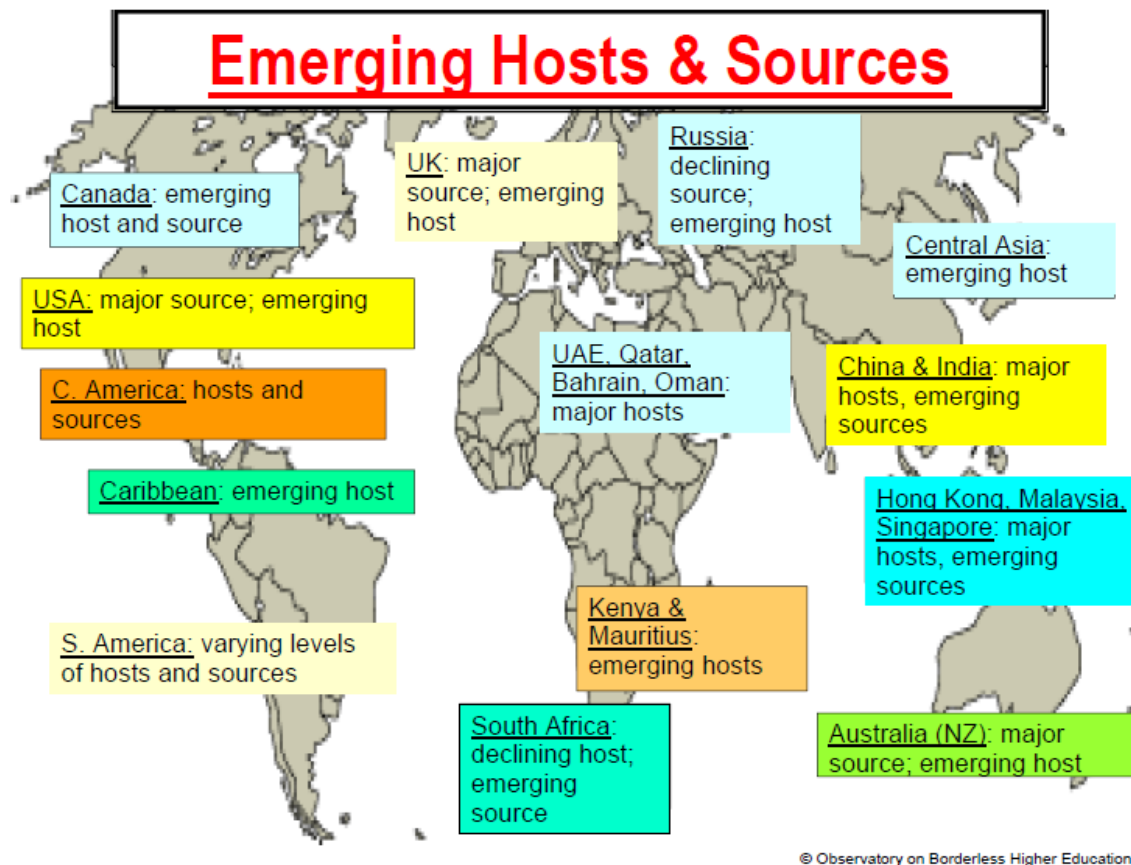 Emerging Hosts & Sources
Canada: emerging
host and source
UK: major
source; emerging
host
Russia:
declining
source;
emerging host
Central Asia:
emerging host
USA: major source; emerging
host
UAE, Qatar,
Bahrain, Oman:
major hosts
China & India: major
hosts, emerging
sources
C. America: hosts and
sources
Caribbean: emerging host
Hong Kong, Malaysia,
Singapore: major
hosts, emerging
sources
Kenya &
Mauritius:
emerging hosts
S. America: varying levels
of hosts and sources
South Africa:
declining host;
emerging
source
Australia (NZ): major
source; emerging host
© Observatory on Borderless Higher Education